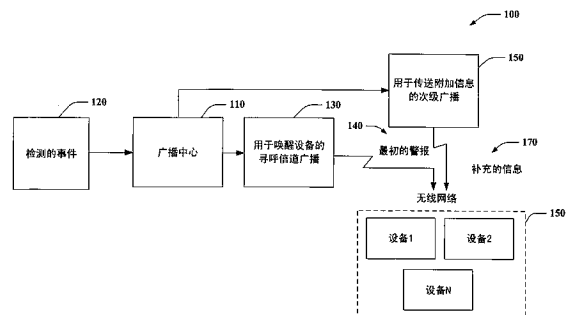 100
120
检测的事件
110
广播中心
130
用于唤醒设备的
寻呼信道广播
150
用于传送附加信息
的次级广播
140
最初的警报
170
补充的信息
无线网络
150
设备1
设备2
设备N